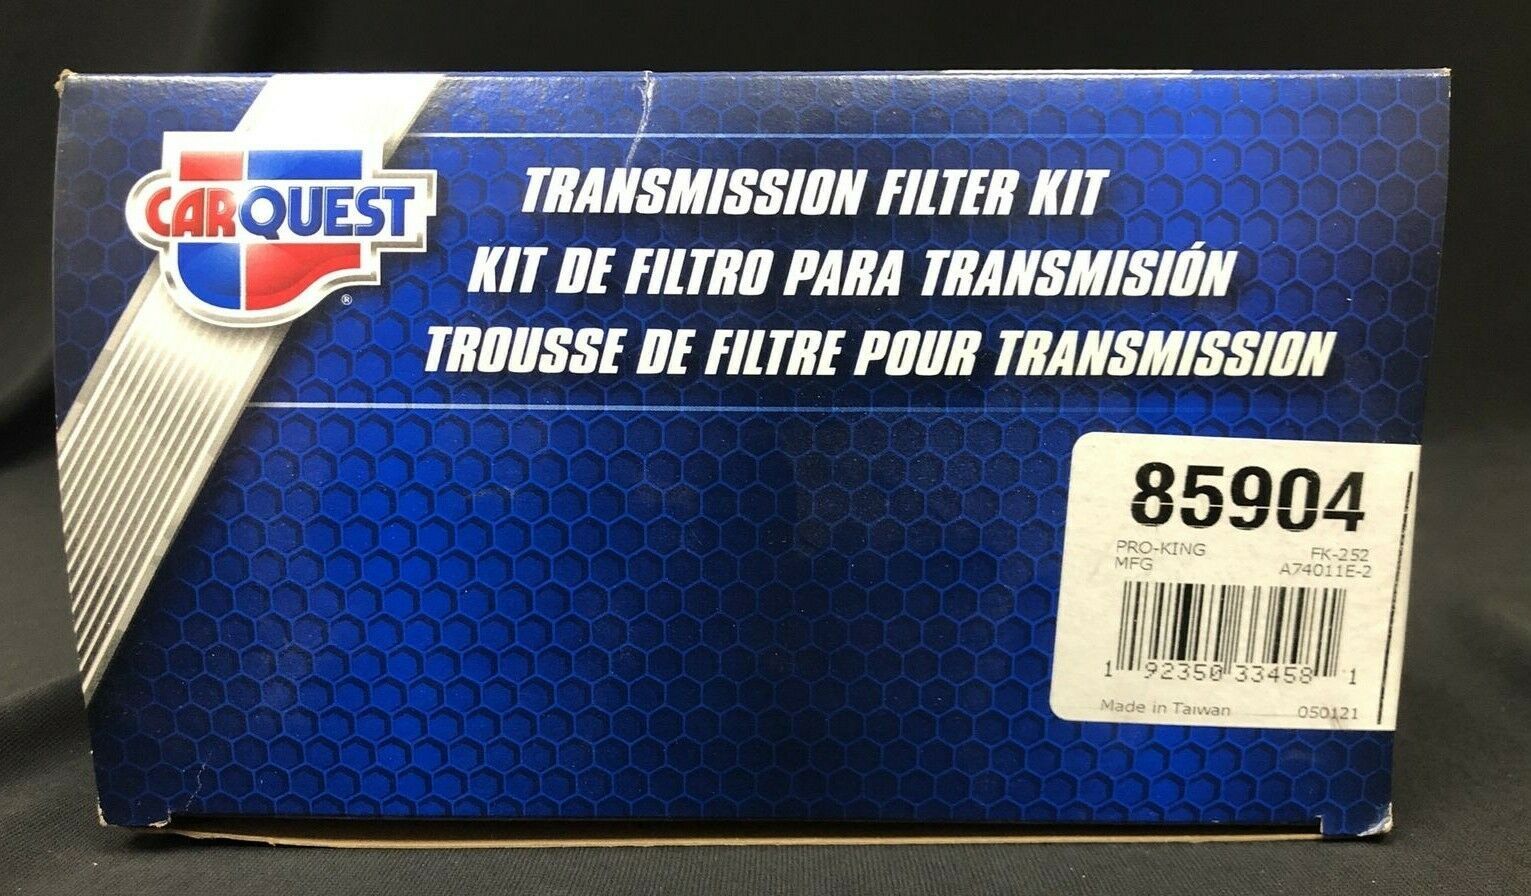 CARQUEST
®
TRANSMISSION FILTER KIT
KIT DE FILTRO PARA TRANSMISIÓN
TROUSSE DE FILTRE POUR TRANSMISSION
85904
PRO-KING FK-252
MFG A74011E-2
1 92350 33458 1
Made in Taiwan 050121